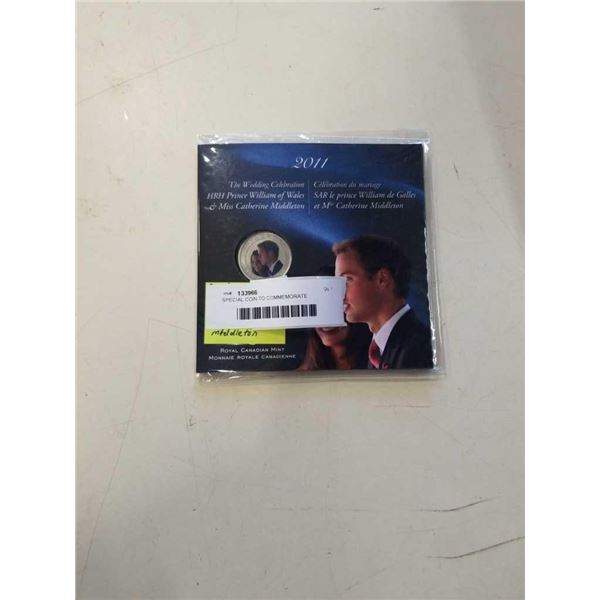 2011
The Wedding Celebration
HRH Prince William of Wales
& Miss Catherine Middleton
Célébration du mariage
SAR le prince William de Galles
et Mlle Catherine Middleton
133966
SPECIAL COIN TO COMMEMORATE
Middleton
ROYAL CANADIAN MINT
MONNAIE ROYALE CANADIENNE